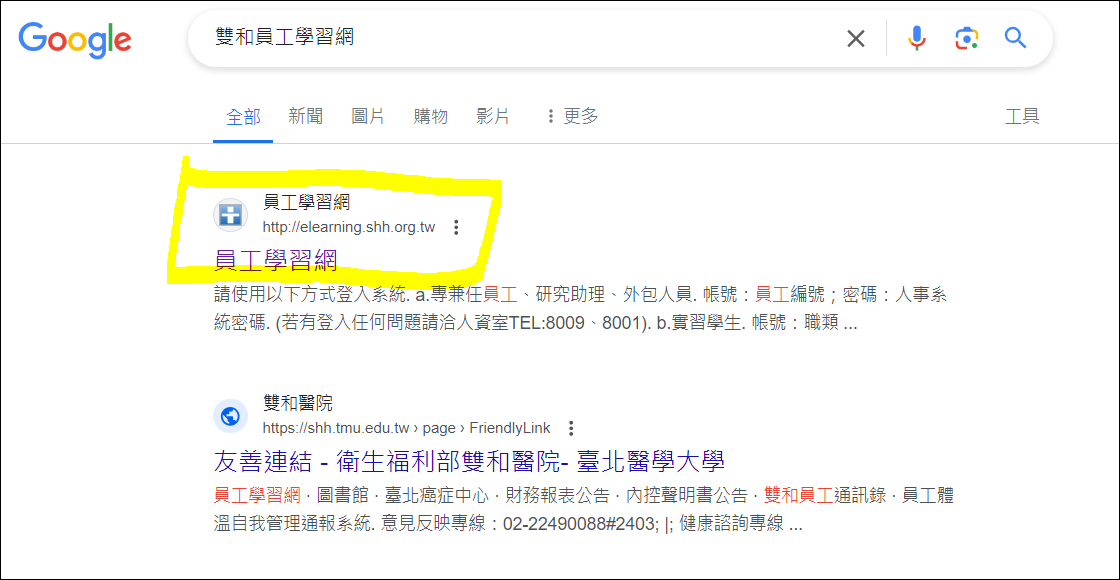 Google
雙和員工學習網
全部 新聞 圖片 購物 影片 更多 工具
員工學習網
http://elearning.shh.org.tw
員工學習網
請使用以下方式登入系統. a.專兼任員工、研究助理、外包人員. 帳號：員工編號；密碼：人事系
統密碼. (若有登入任何問題請洽人資室TEL:8009、8001). b.實習學生. 帳號：職類 ...
雙和醫院
https://shh.tmu.edu.tw › page › FriendlyLink
友善連結 - 衛生福利部雙和醫院- 臺北醫學大學
員工學習網 · 圖書館 · 臺北癌症中心 · 財務報表公告 · 內控聲明書公告 · 雙和員工通訊錄 · 員工體
溫自我管理通報系統. 意見反映專線：02-22490088#2403; |; 健康諮詢專線 ...